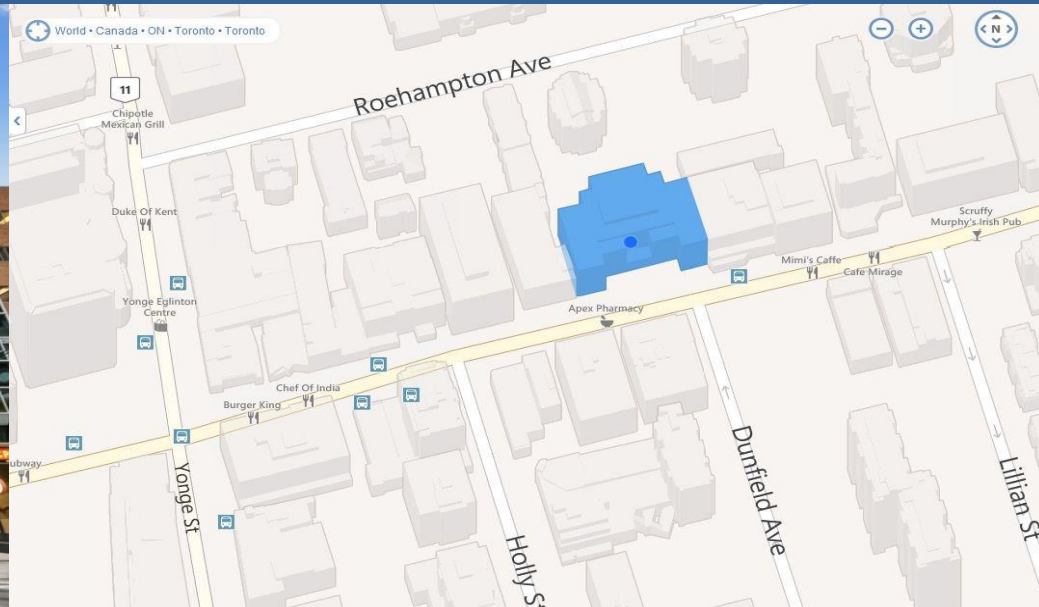 World • Canada • ON • Toronto • Toronto
N
11
Chipotle
Mexican Grill
Roehampton Ave
Duke Of Kent
Scruffy
Murphy's Irish Pub
Mimi's Caffe
Cafe Mirage
Yonge Eglinton
Centre
Apex Pharmacy
Chef Of India
Burger King
ubway
Yonge St
Holly St
Dunfield Ave
Lillian St